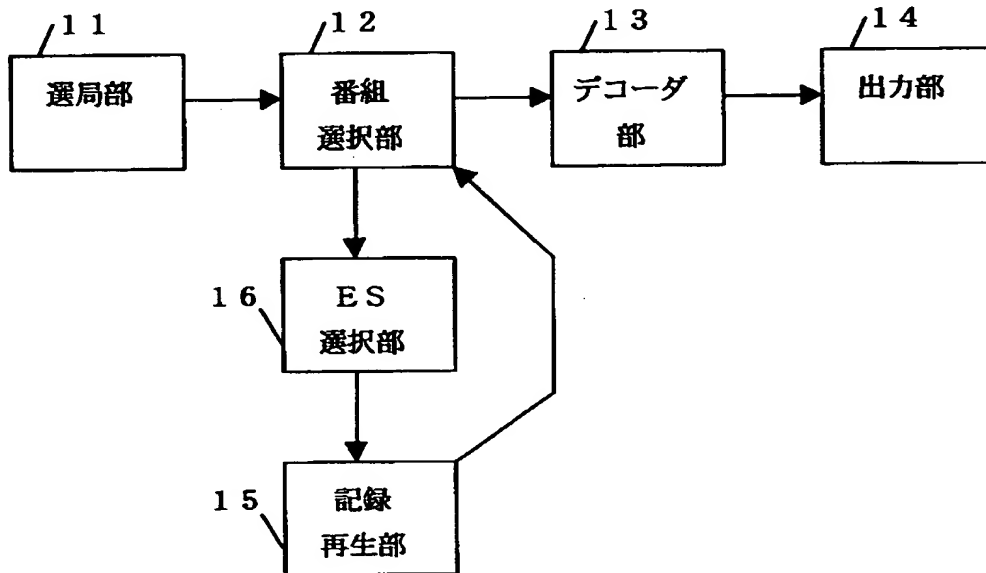 １１
選局部
１２
番組
選択部
１３
デコーダ
部
１４
出力部
１６
ＥＳ
選択部
１５
記録
再生部